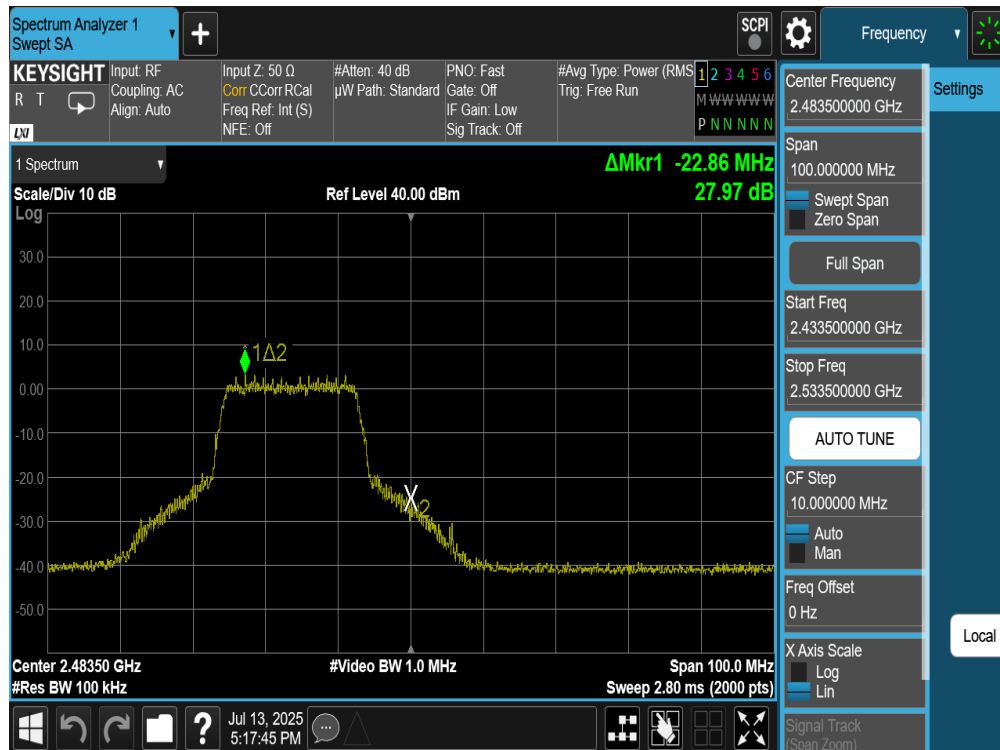 Spectrum Analyzer 1
Swept SA
+
SCPI
Frequency
KEYSIGHT
R T
LXI
Input: RF
Coupling: AC
Align: Auto
Input Z: 50 Ω
Corr CCorr RCal
Freq Ref: Int (S)
NFE: Off
#Atten: 40 dB
µW Path: Standard
PNO: Fast
Gate: Off
IF Gain: Low
Sig Track: Off
#Avg Type: Power (RMS
Trig: Free Run
1 2 3 4 5 6
M W W W W W
P N N N N N
1 Spectrum
ΔMkr1 -22.86 MHz
27.97 dB
Scale/Div 10 dB
Ref Level 40.00 dBm
Log
30.0
20.0
10.0
0.00
-10.0
-20.0
-30.0
-40.0
-50.0
1Δ2
X2
Center 2.48350 GHz
#Video BW 1.0 MHz
Span 100.0 MHz
#Res BW 100 kHz
Sweep 2.80 ms (2000 pts)
Center Frequency
2.483500000 GHz
Span
100.000000 MHz
Swept Span
Zero Span
Full Span
Start Freq
2.433500000 GHz
Stop Freq
2.533500000 GHz
AUTO TUNE
CF Step
10.000000 MHz
Auto
Man
Freq Offset
0 Hz
X Axis Scale
Log
Lin
Signal Track
(Span Zoom)
Settings
Local
?
Jul 13, 2025
5:17:45 PM